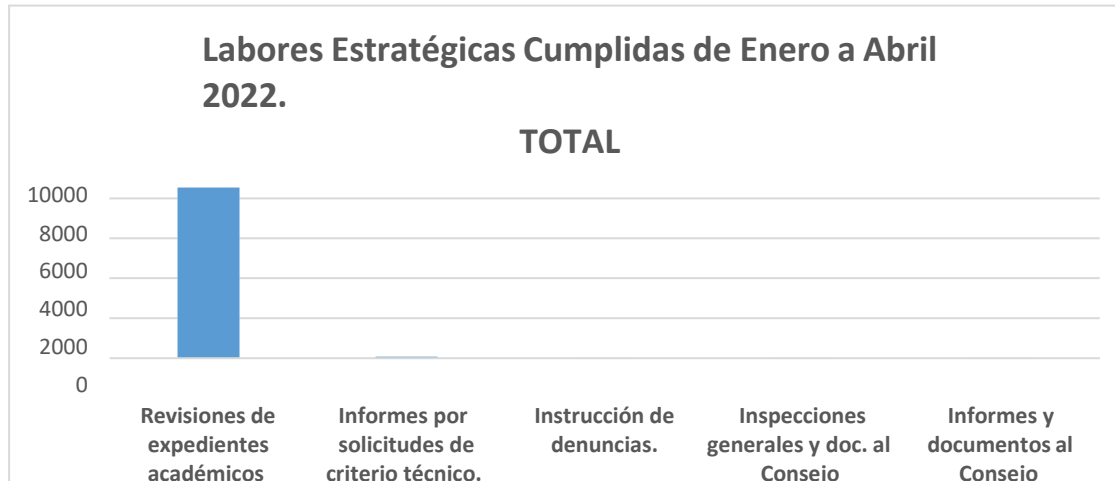 Labores Estratégicas Cumplidas de Enero a Abril
2022.
TOTAL
10000
8000
6000
4000
2000
0
Revisiones de
expedientes
académicos
Informes por
solicitudes de
criterio técnico.
Instrucción de
denuncias.
Inspecciones
generales y doc. al
Consejo
Informes y
documentos al
Consejo